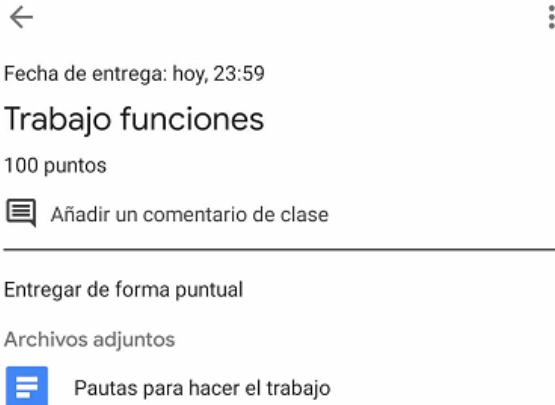 Fecha de entrega: hoy, 23:59
Trabajo funciones
100 puntos
Añadir un comentario de clase
Entregar de forma puntual
Archivos adjuntos
Pautas para hacer el trabajo